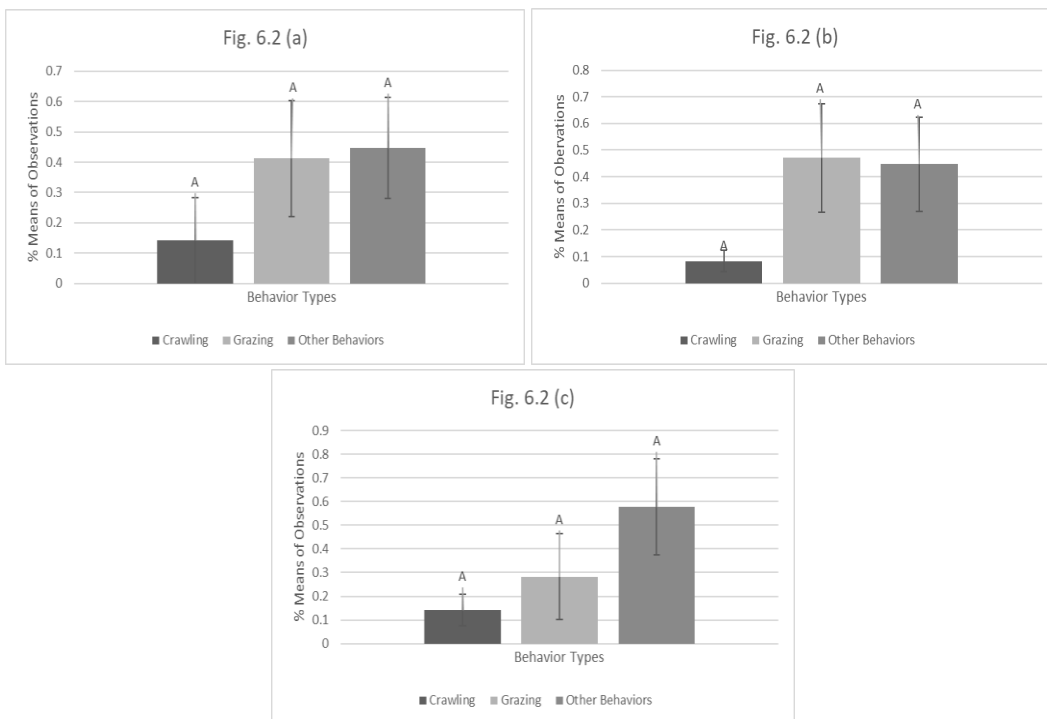 Fig. 6.2 (a)
% Means of Observations
0.7
0.6
0.5
0.4
0.3
0.2
0.1
0
A
A
A
Behavior Types
Crawling Grazing Other Behaviors
Fig. 6.2 (b)
% Means of Obervations
0.8
0.7
0.6
0.5
0.4
0.3
0.2
0.1
0
A
A
A
Behavior Types
Crawling Grazing Other Behaviors
Fig. 6.2 (c)
% Means of Observations
0.9
0.8
0.7
0.6
0.5
0.4
0.3
0.2
0.1
0
A
A
A
Behavior Types
Crawling Grazing Other Behaviors